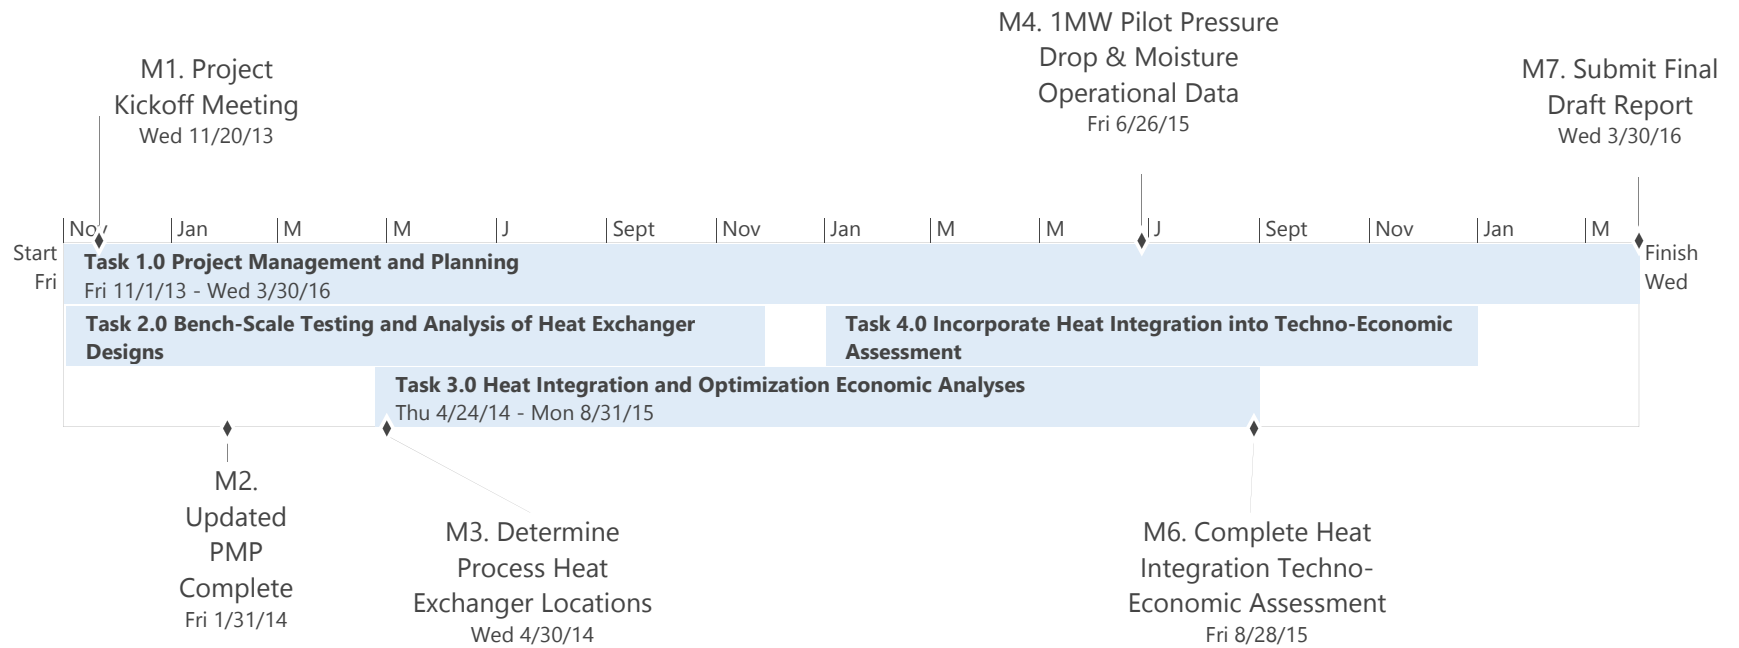 M4. 1MW Pilot Pressure
Drop & Moisture
Operational Data
Fri 6/26/15
M1. Project
Kickoff Meeting
Wed 11/20/13
M7. Submit Final
Draft Report
Wed 3/30/16
Nov Jan M M J Sept Nov Jan M M J Sept Nov Jan M
Start
Fri
Finish
Wed
Task 1.0 Project Management and Planning
Fri 11/1/13 - Wed 3/30/16
Task 2.0 Bench-Scale Testing and Analysis of Heat Exchanger
Designs
Task 4.0 Incorporate Heat Integration into Techno-Economic
Assessment
Task 3.0 Heat Integration and Optimization Economic Analyses
Thu 4/24/14 - Mon 8/31/15
M2.
Updated
PMP
Complete
Fri 1/31/14
M3. Determine
Process Heat
Exchanger Locations
Wed 4/30/14
M6. Complete Heat
Integration Techno-
Economic Assessment
Fri 8/28/15